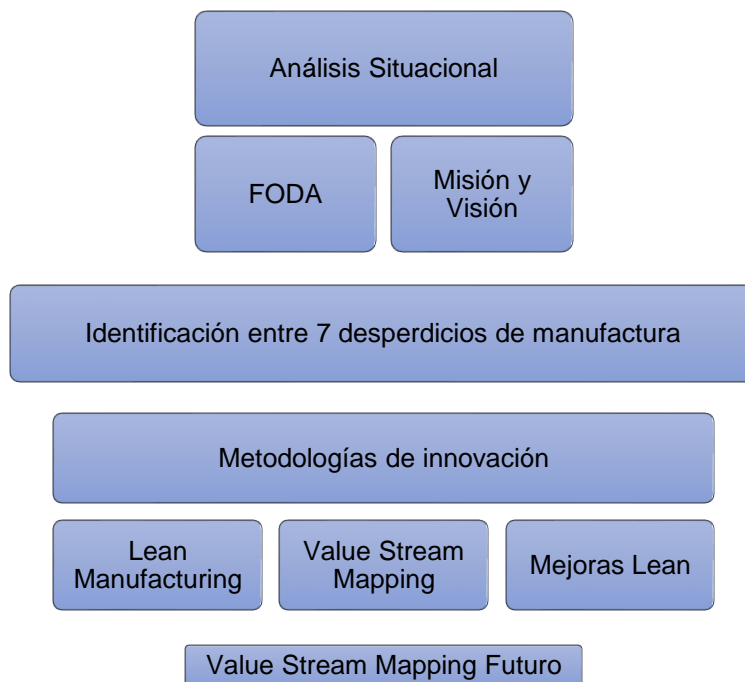 Análisis Situacional
FODA
Misión y
Visión
Identificación entre 7 desperdicios de manufactura
Metodologías de innovación
Lean
Manufacturing
Value Stream
Mapping
Mejoras Lean
Value Stream Mapping Futuro